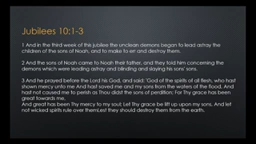 Jubilees 10:1-3
1 And in the third week of this jubilee the unclean demons began to lead astray the
children of the sons of Noah, and to make to err and destroy them.
2 And the sons of Noah came to Noah their father, and they told him concerning the
demons which were leading astray and blinding and slaying his sons' sons.
3 And he prayed before the Lord his God, and said: 'God of the spirits of all flesh, who hast
shown mercy unto me And hast saved me and my sons from the waters of the flood, And
hast not caused me to perish as Thou didst the sons of perdition; For Thy grace has been
great towards me,
And great has been Thy mercy to my soul; Let Thy grace be lift up upon my sons, And let
not wicked spirits rule over themLest they should destroy them from the earth.